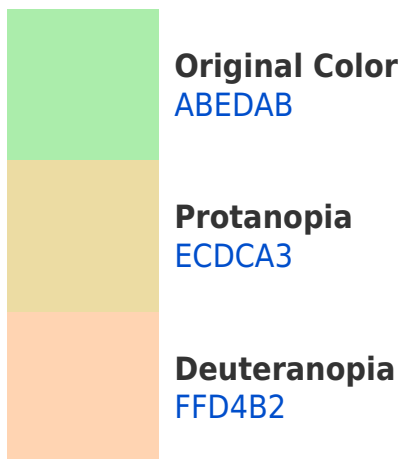 Original Color
ABEDAB
Protanopia
ECDCA3
Deuteranopia
FFD4B2